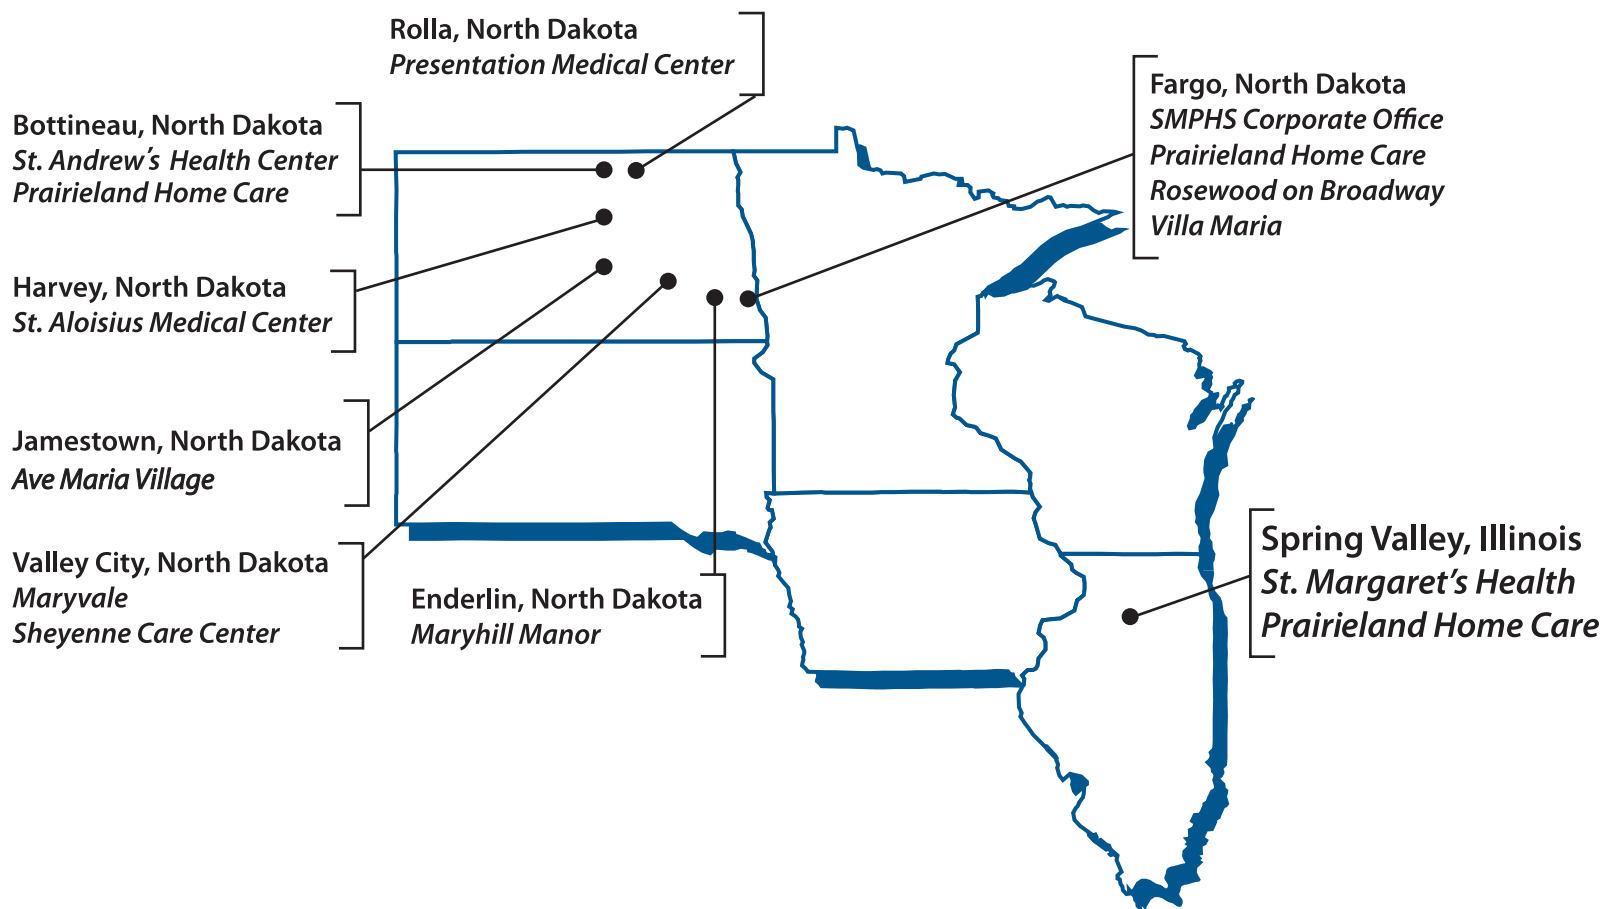 Rolla, North Dakota
Presentation Medical Center
Fargo, North Dakota
SMPHS Corporate Office
Prairieland Home Care
Rosewood on Broadway
Villa Maria
Bottineau, North Dakota
St. Andrew's Health Center
Prairieland Home Care
Harvey, North Dakota
St. Aloisius Medical Center
Jamestown, North Dakota
Ave Maria Village
Valley City, North Dakota
Maryvale
Sheyenne Care Center
Enderlin, North Dakota
Maryhill Manor
Spring Valley, Illinois
St. Margaret's Health
Prairieland Home Care